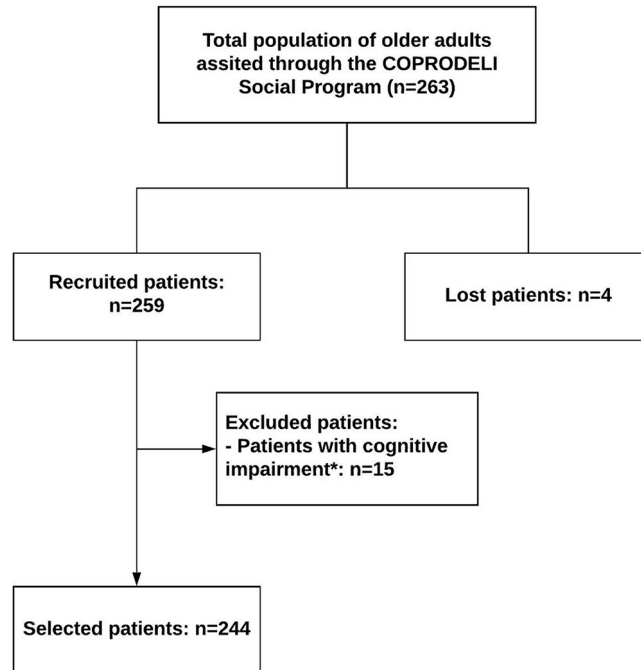 Total population of older adults
assited through the COPRODELI
Social Program (n=263)
Recruited patients:
n=259
Lost patients: n=4
Excluded patients:
- Patients with cognitive
impairment*: n=15
Selected patients: n=244